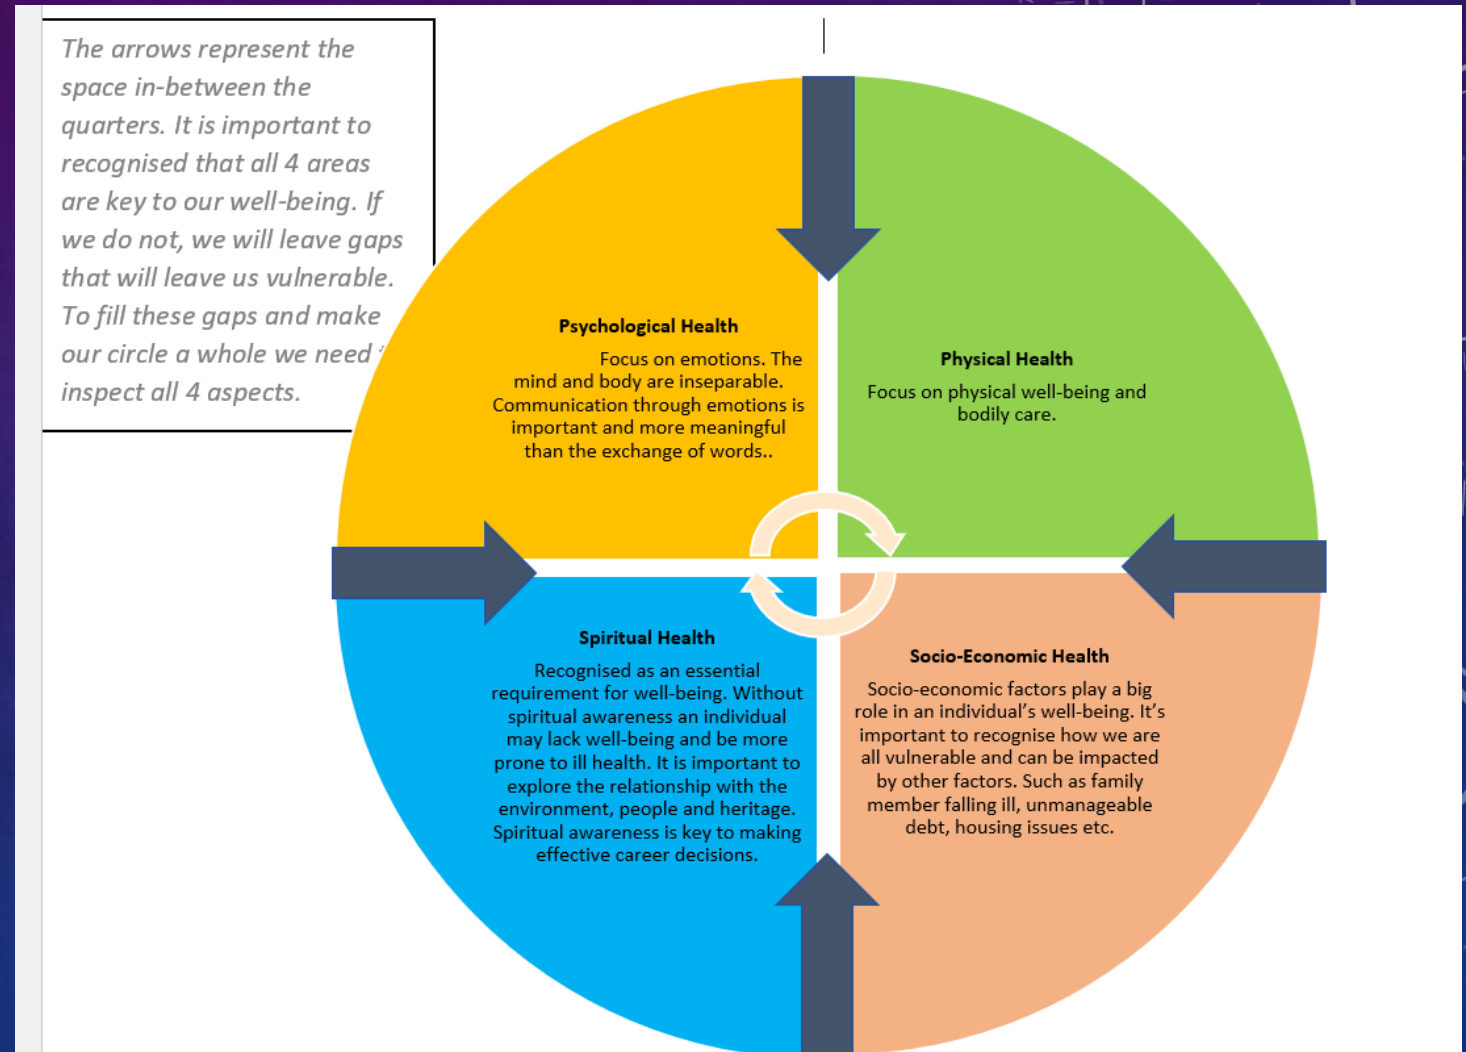 The arrows represent the
space in-between the
quarters. It is important to
recognised that all 4 areas
are key to our well-being. If
we do not, we will leave gaps
that will leave us vulnerable.
To fill these gaps and make
our circle a whole we need
inspect all 4 aspects.
Psychological Health
Focus on emotions. The
mind and body are inseparable.
Communication through emotions is
important and more meaningful
than the exchange of words..
Physical Health
Focus on physical well-being and
bodily care.
Spiritual Health
Recognised as an essential
requirement for well-being. Without
spiritual awareness an individual
may lack well-being and be more
prone to ill health. It is important to
explore the relationship with the
environment, people and heritage.
Spiritual awareness is key to making
effective career decisions.
Socio-Economic Health
Socio-economic factors play a big
role in an individual's well-being. It's
important to recognise how we are
all vulnerable and can be impacted
by other factors. Such as family
member falling ill, unmanageable
debt, housing issues etc.